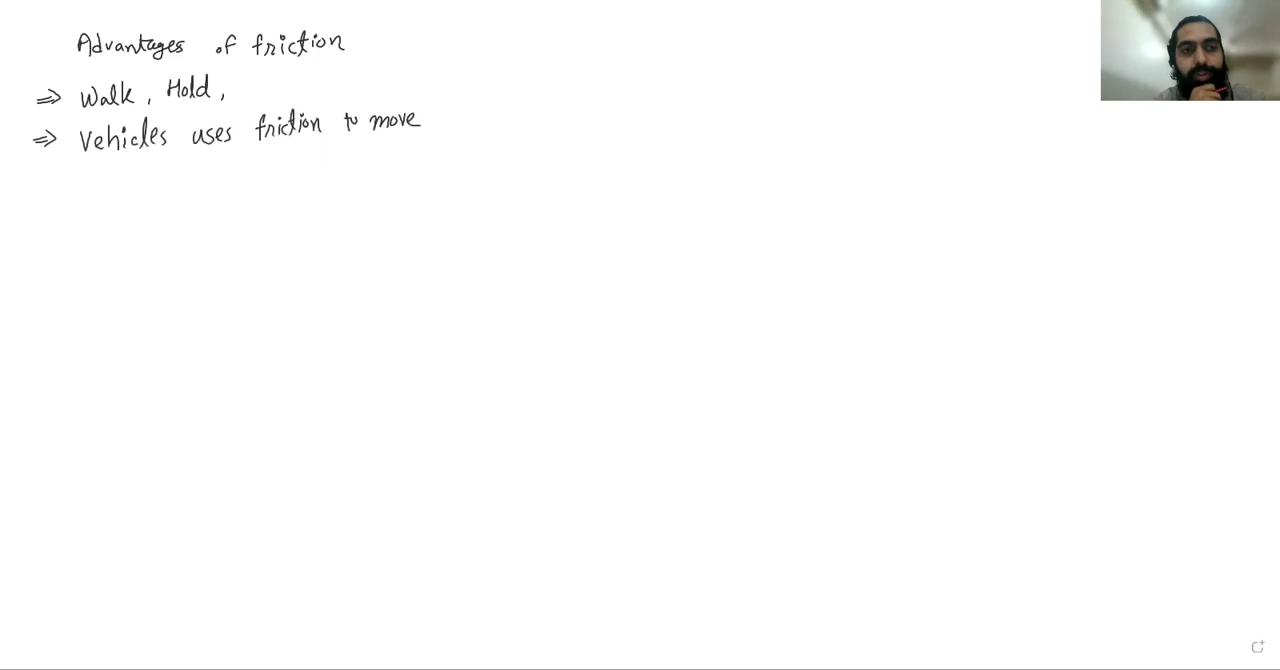 Advantages of friction
⇒ Walk, Hold,
⇒ Vehicles uses friction to move